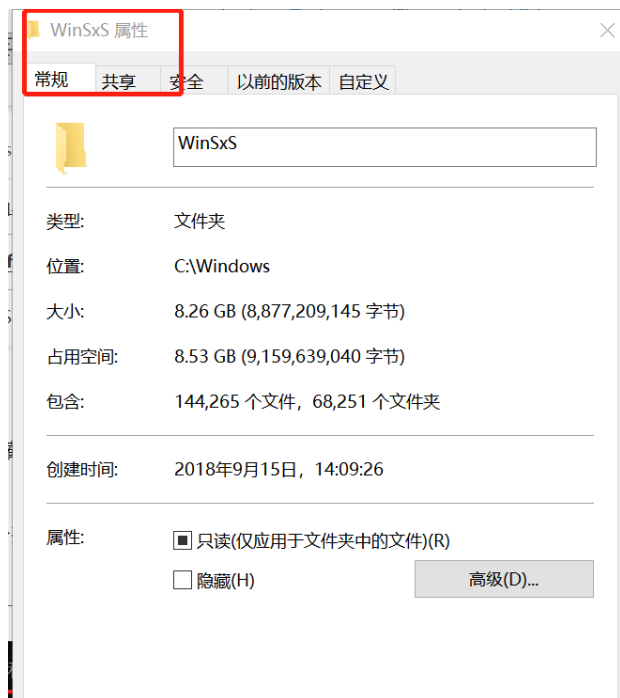 WinSxS 属性
常规 共享 安全 以前的版本 自定义
WinSxS
类型: 文件夹
位置: C:\Windows
大小: 8.26 GB (8,877,209,145 字节)
占用空间: 8.53 GB (9,159,639,040 字节)
包含: 144,265 个文件，68,251 个文件夹
创建时间: 2018年9月15日，14:09:26
属性: 只读(仅应用于文件夹中的文件)(R)
隐藏(H) 高级(D)...